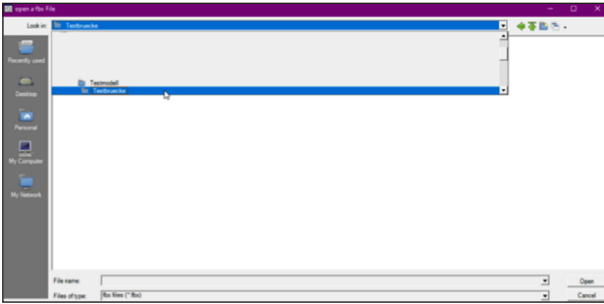 open a fbx File
Look in: Testbruecke
Testmodell
Testbruecke
Recently used
Desktop
Personal
My Computer
My Network
File name:
Open
Files of type: fbx files (*.fbx)
Cancel